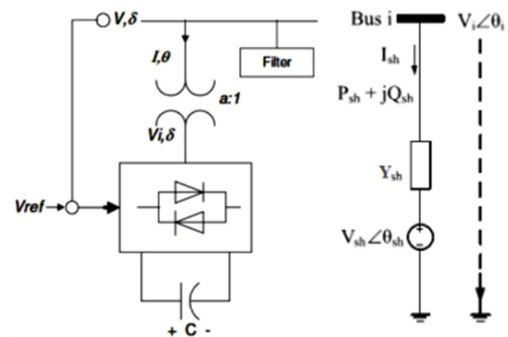 V,δ
I,θ
Filter
a:1
Vi,δ
Vref
+ C -
Bus i
Vᵢ∠θᵢ
Iₛₕ
Pₛₕ + jQₛₕ
Yₛₕ
Vₛₕ∠θₛₕ
+
-